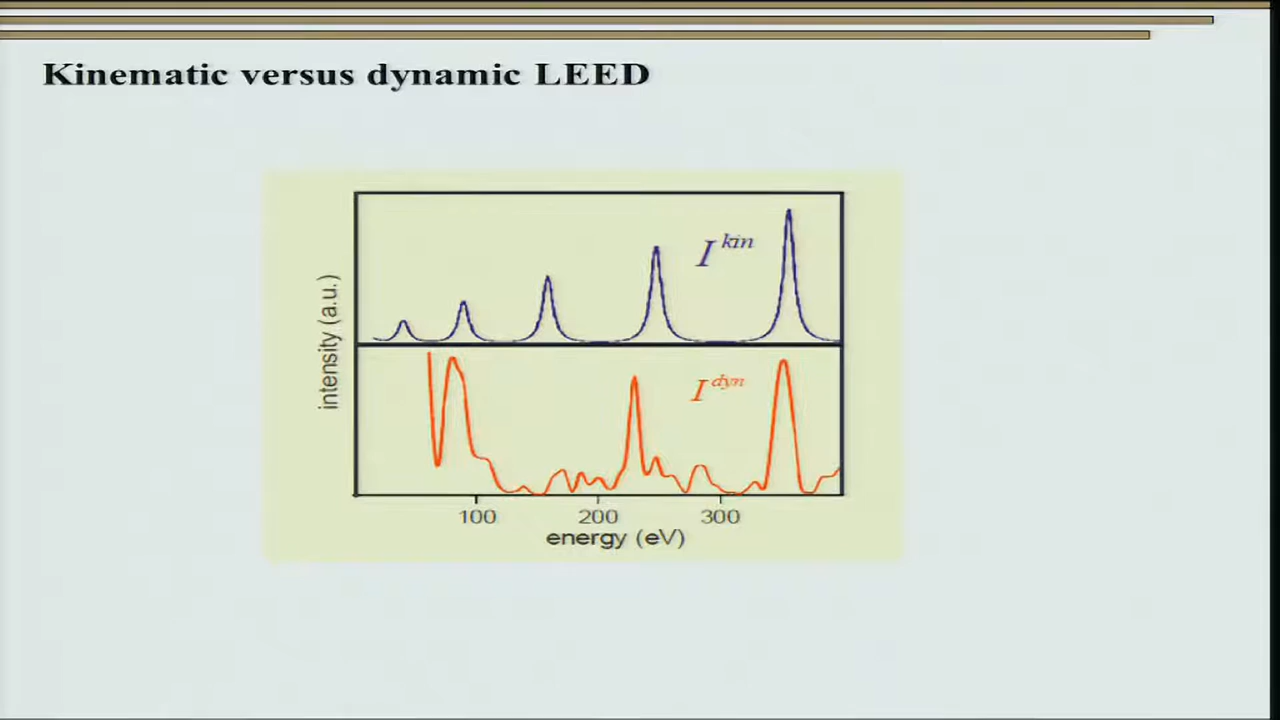 Kinematic versus dynamic LEED
I kin
intensity (a.u.)
I dyn
100 200 300
energy (eV)